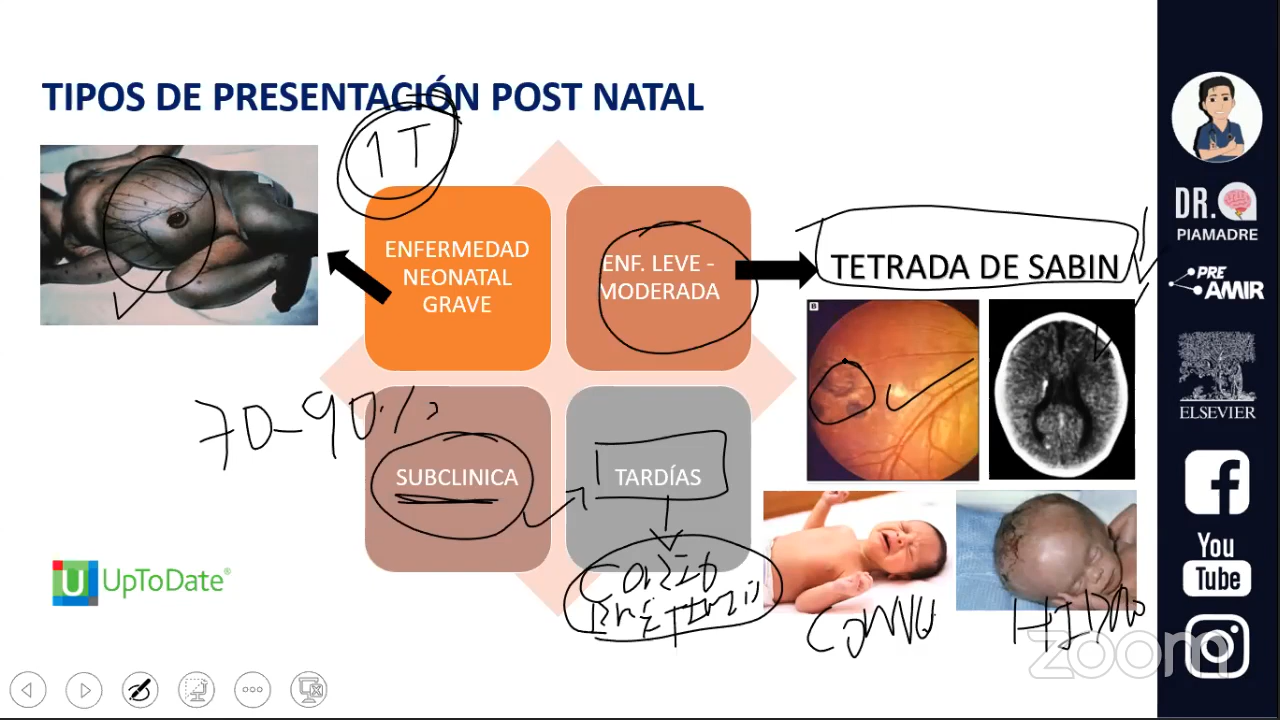 TIPOS DE PRESENTACIÓN POST NATAL
1T
ENFERMEDAD
NEONATAL
GRAVE
ENF. LEVE -
MODERADA
TETRADA DE SABIN
B
70-90%
SUBCLINICA
TARDÍAS
UpToDate®
HIDRO
zoom
DR.
PIAMADRE
PRE
AMIR
ELSEVIER
You
Tube